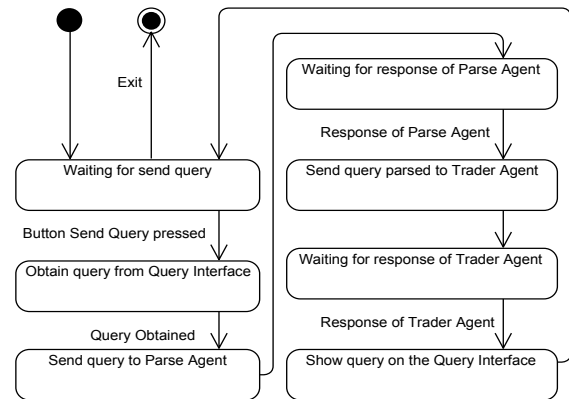 Exit
Waiting for send query
Button Send Query pressed
Obtain query from Query Interface
Query Obtained
Send query to Parse Agent
Waiting for response of Parse Agent
Response of Parse Agent
Send query parsed to Trader Agent
Waiting for response of Trader Agent
Response of Trader Agent
Show query on the Query Interface